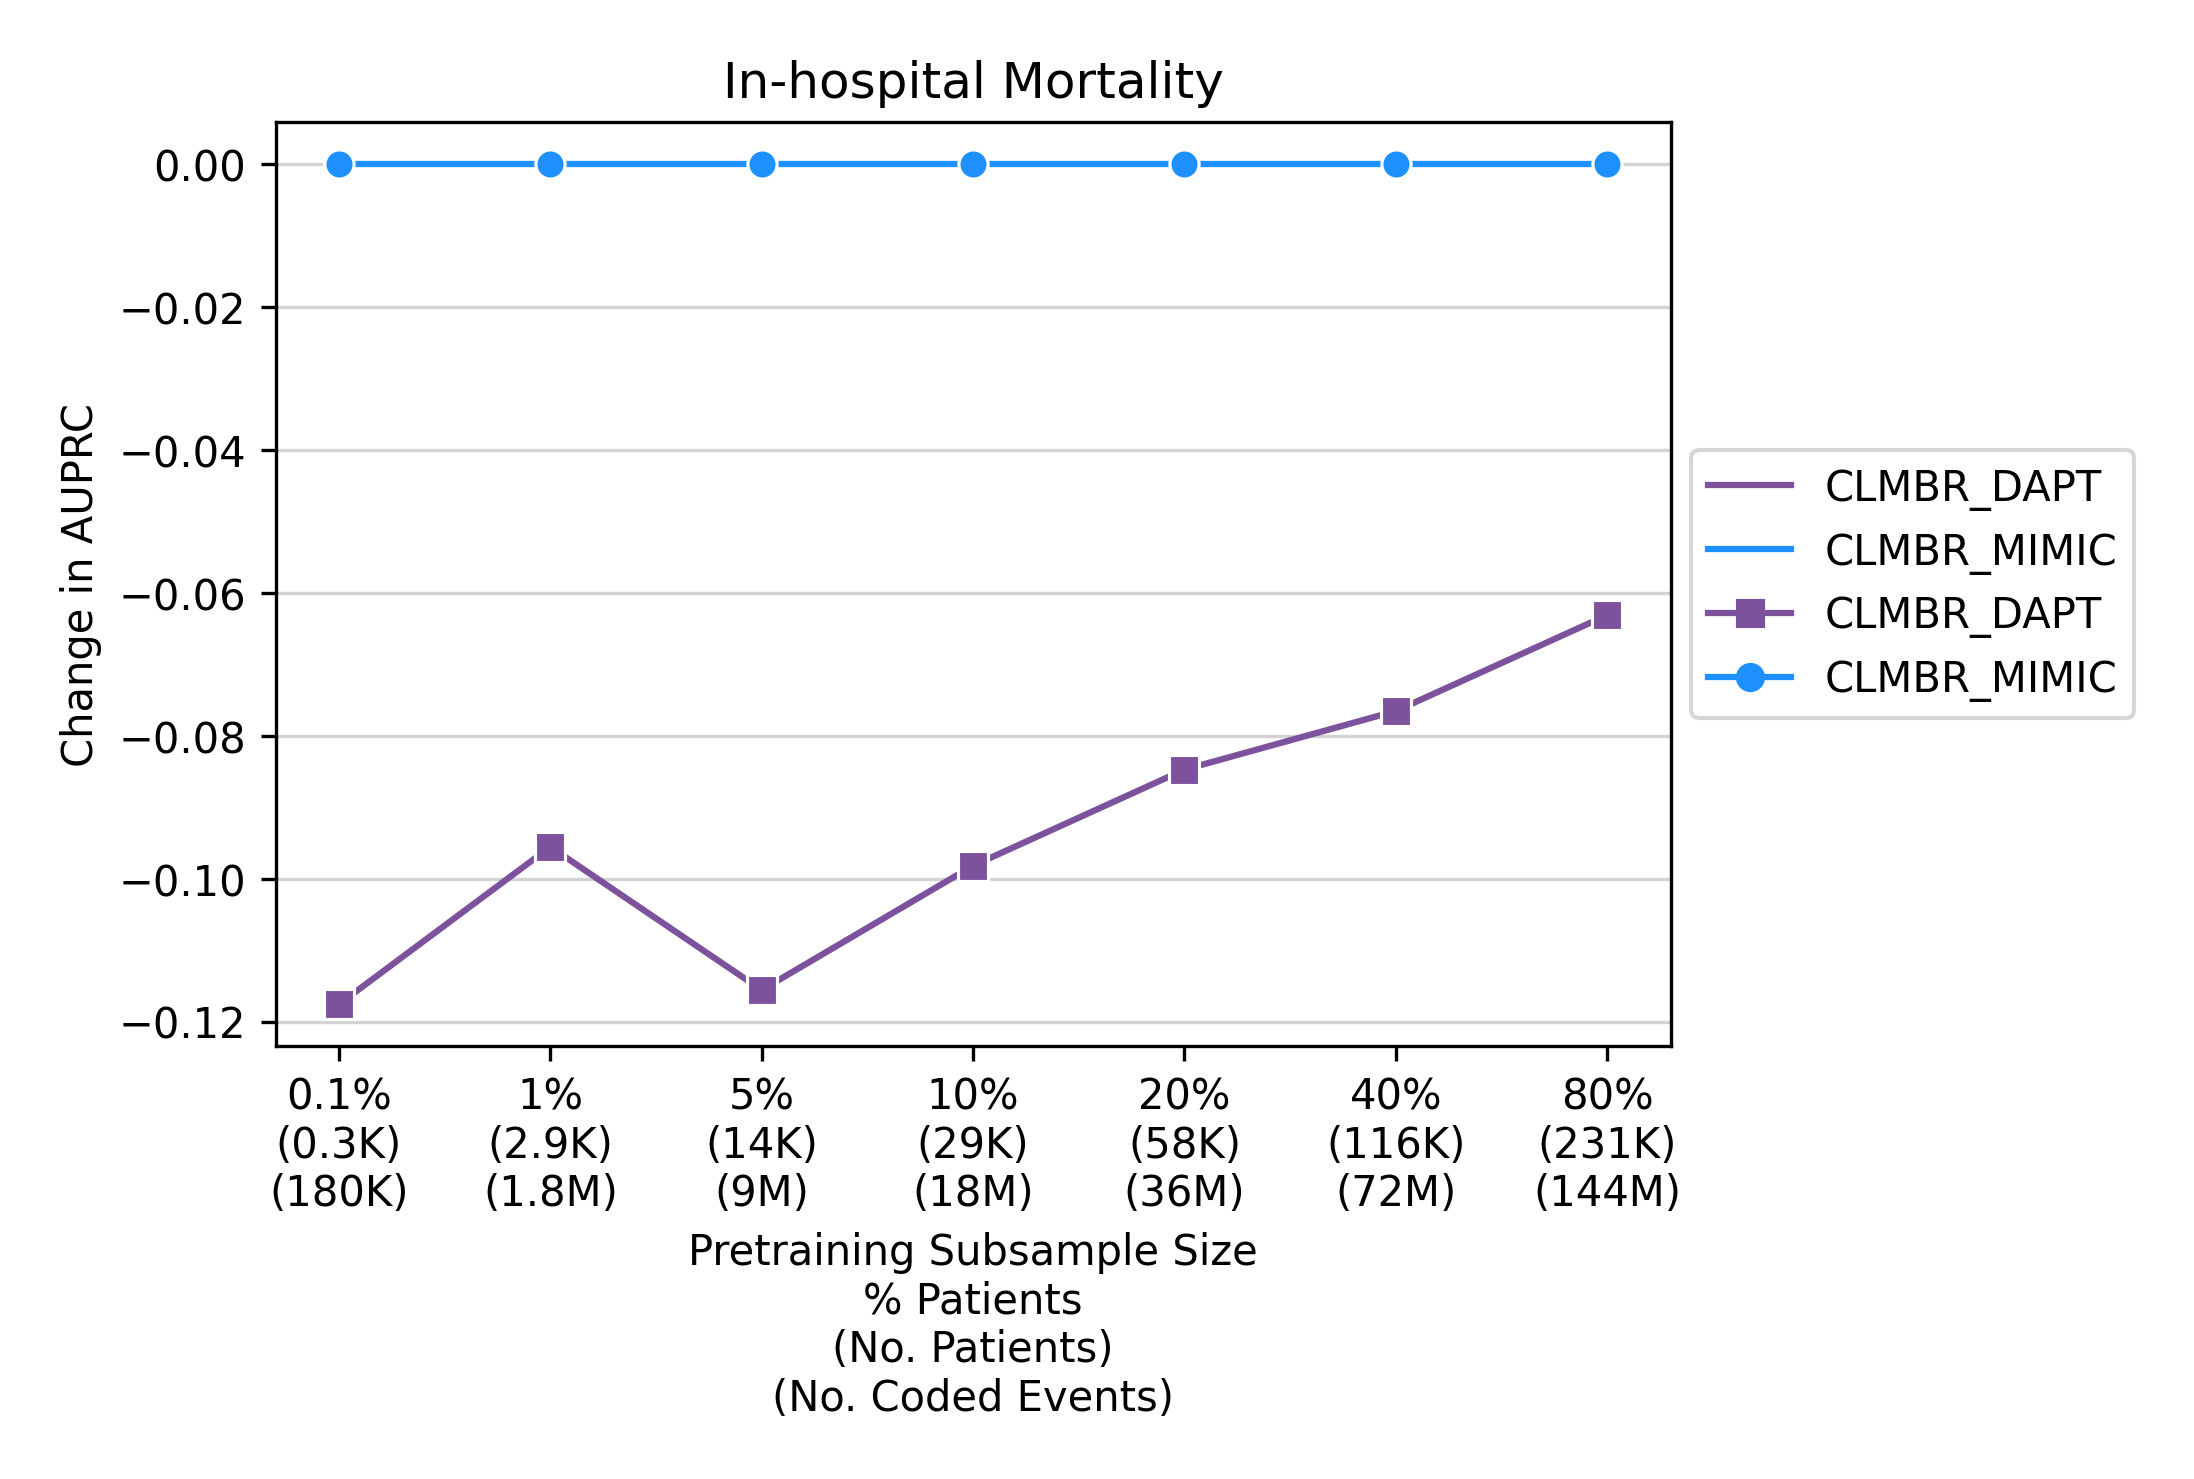 In-hospital Mortality
Change in AUPRC
0.00
−0.02
−0.04
−0.06
−0.08
−0.10
−0.12
0.1% 1% 5% 10% 20% 40% 80%
(0.3K) (2.9K) (14K) (29K) (58K) (116K) (231K)
(180K) (1.8M) (9M) (18M) (36M) (72M) (144M)
Pretraining Subsample Size
% Patients
(No. Patients)
(No. Coded Events)
CLMBR_DAPT
CLMBR_MIMIC
CLMBR_DAPT
CLMBR_MIMIC